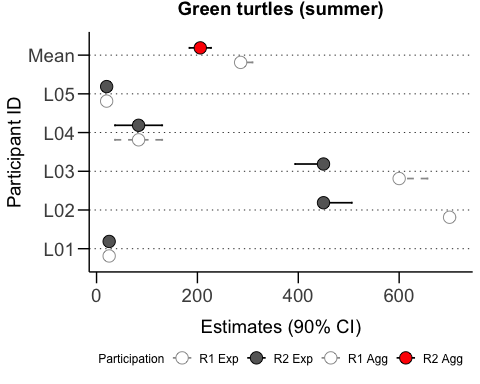 Green turtles (summer)
Participant ID
Mean
L05
L04
L03
L02
L01
0 200 400 600
Estimates (90% CI)
Participation R1 Exp R2 Exp R1 Agg R2 Agg